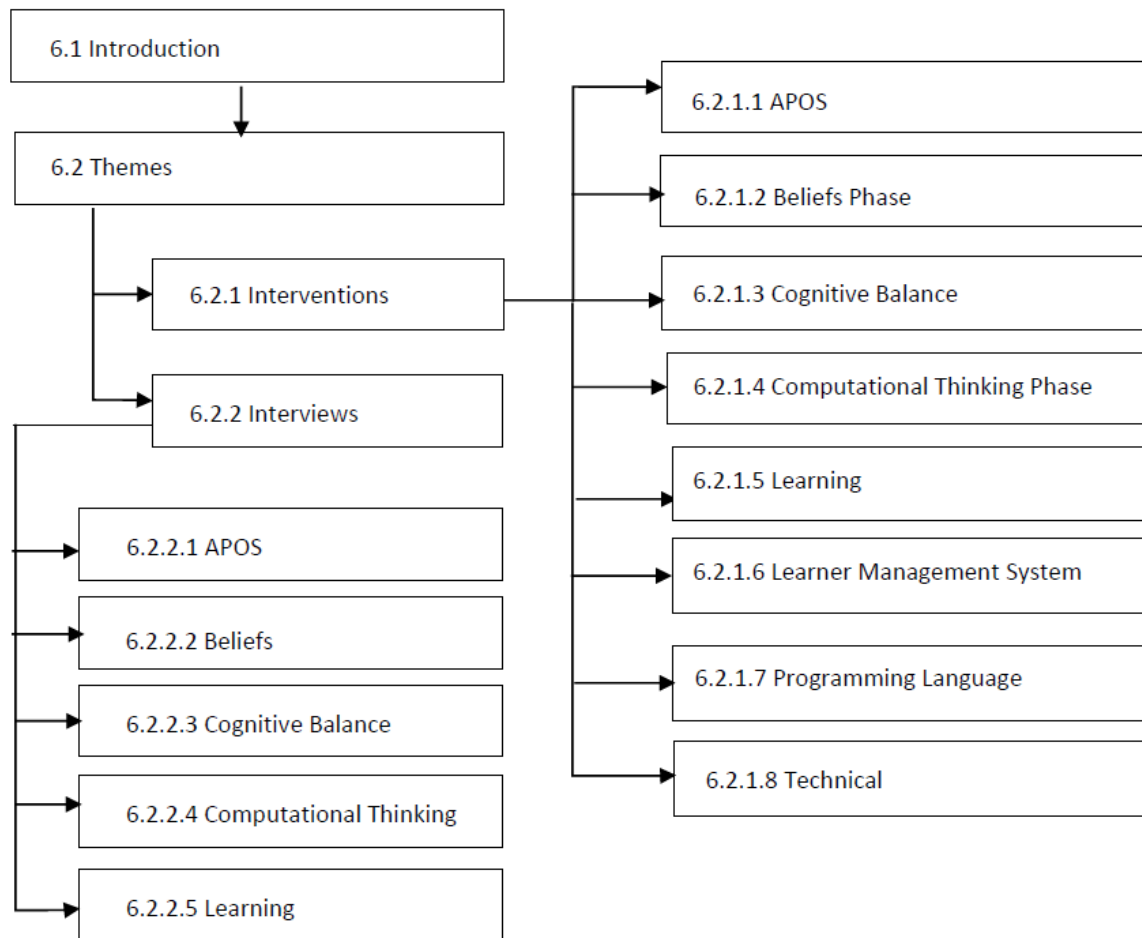 6.1 Introduction
6.2 Themes
6.2.1 Interventions
6.2.1.1 APOS
6.2.1.2 Beliefs Phase
6.2.1.3 Cognitive Balance
6.2.1.4 Computational Thinking Phase
6.2.1.5 Learning
6.2.1.6 Learner Management System
6.2.1.7 Programming Language
6.2.1.8 Technical
6.2.2 Interviews
6.2.2.1 APOS
6.2.2.2 Beliefs
6.2.2.3 Cognitive Balance
6.2.2.4 Computational Thinking
6.2.2.5 Learning